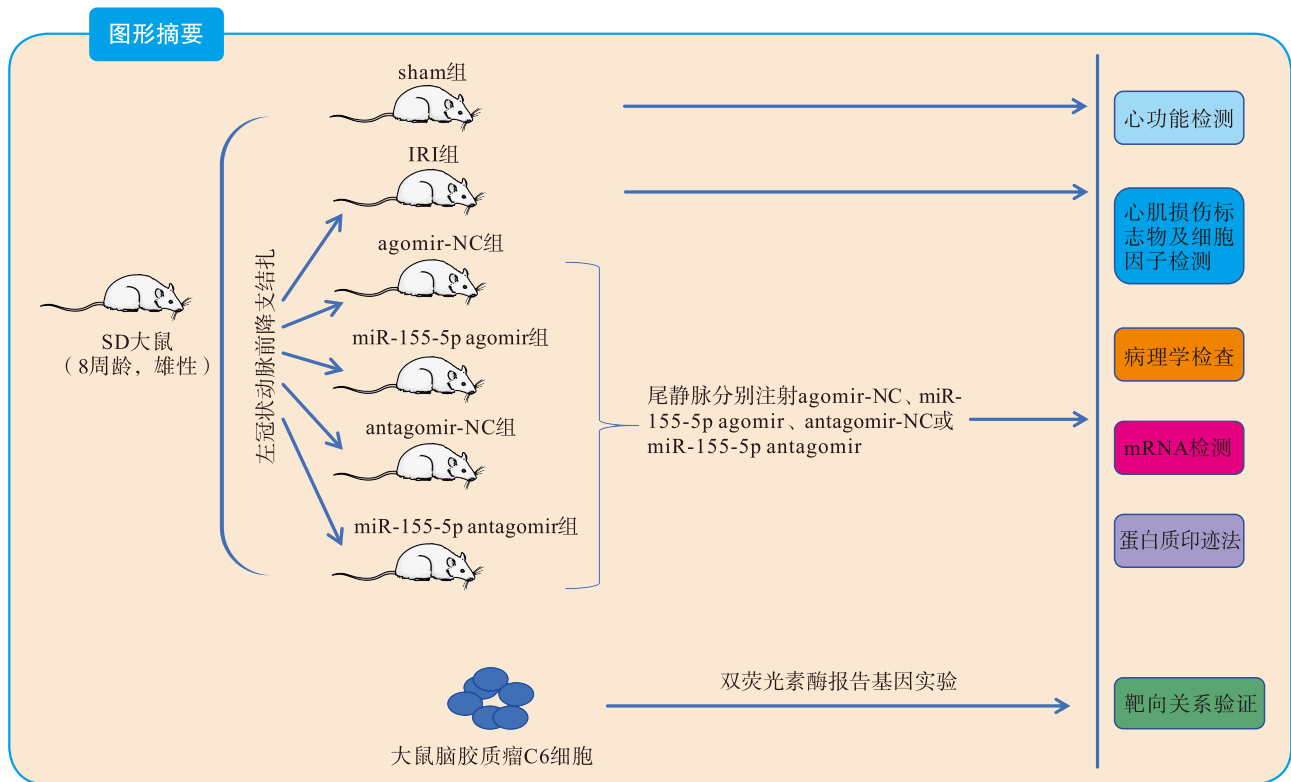 图形摘要
sham组
IRI组
agomir-NC组
miR-155-5p agomir组
antagomir-NC组
miR-155-5p antagomir组
SD大鼠
（8周龄，雄性）
左冠状动脉前降支结扎
尾静脉分别注射agomir-NC、miR-
155-5p agomir、antagomir-NC或
miR-155-5p antagomir
心功能检测
心肌损伤标
志物及细胞
因子检测
病理学检查
mRNA检测
蛋白质印迹法
双荧光素酶报告基因实验
靶向关系验证
大鼠脑胶质瘤C6细胞